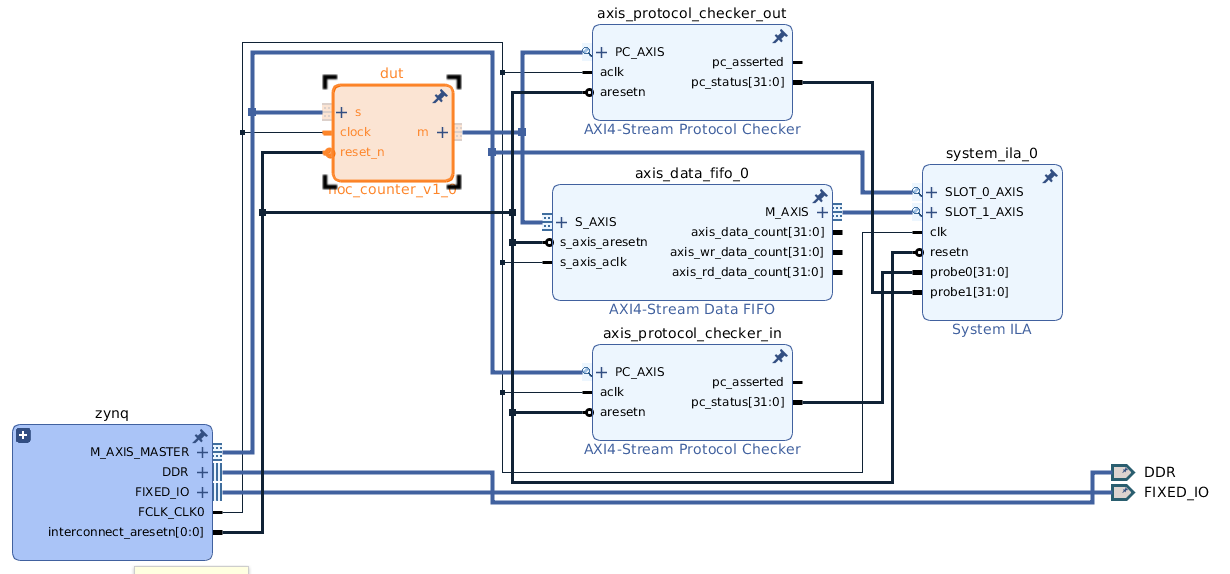 axis_protocol_checker_out
PC_AXIS
aclk
aresetn
pc_asserted
pc_status[31:0]
AXI4-Stream Protocol Checker
dut
s
clock
reset_n
m
noc_counter_v1_0
axis_data_fifo_0
S_AXIS
s_axis_aresetn
s_axis_aclk
M_AXIS
axis_data_count[31:0]
axis_wr_data_count[31:0]
axis_rd_data_count[31:0]
AXI4-Stream Data FIFO
system_ila_0
SLOT_0_AXIS
SLOT_1_AXIS
clk
resetn
probe0[31:0]
probe1[31:0]
System ILA
axis_protocol_checker_in
PC_AXIS
aclk
aresetn
pc_asserted
pc_status[31:0]
AXI4-Stream Protocol Checker
zynq
M_AXIS_MASTER
DDR
FIXED_IO
FCLK_CLK0
interconnect_aresetn[0:0]
DDR
FIXED_IO